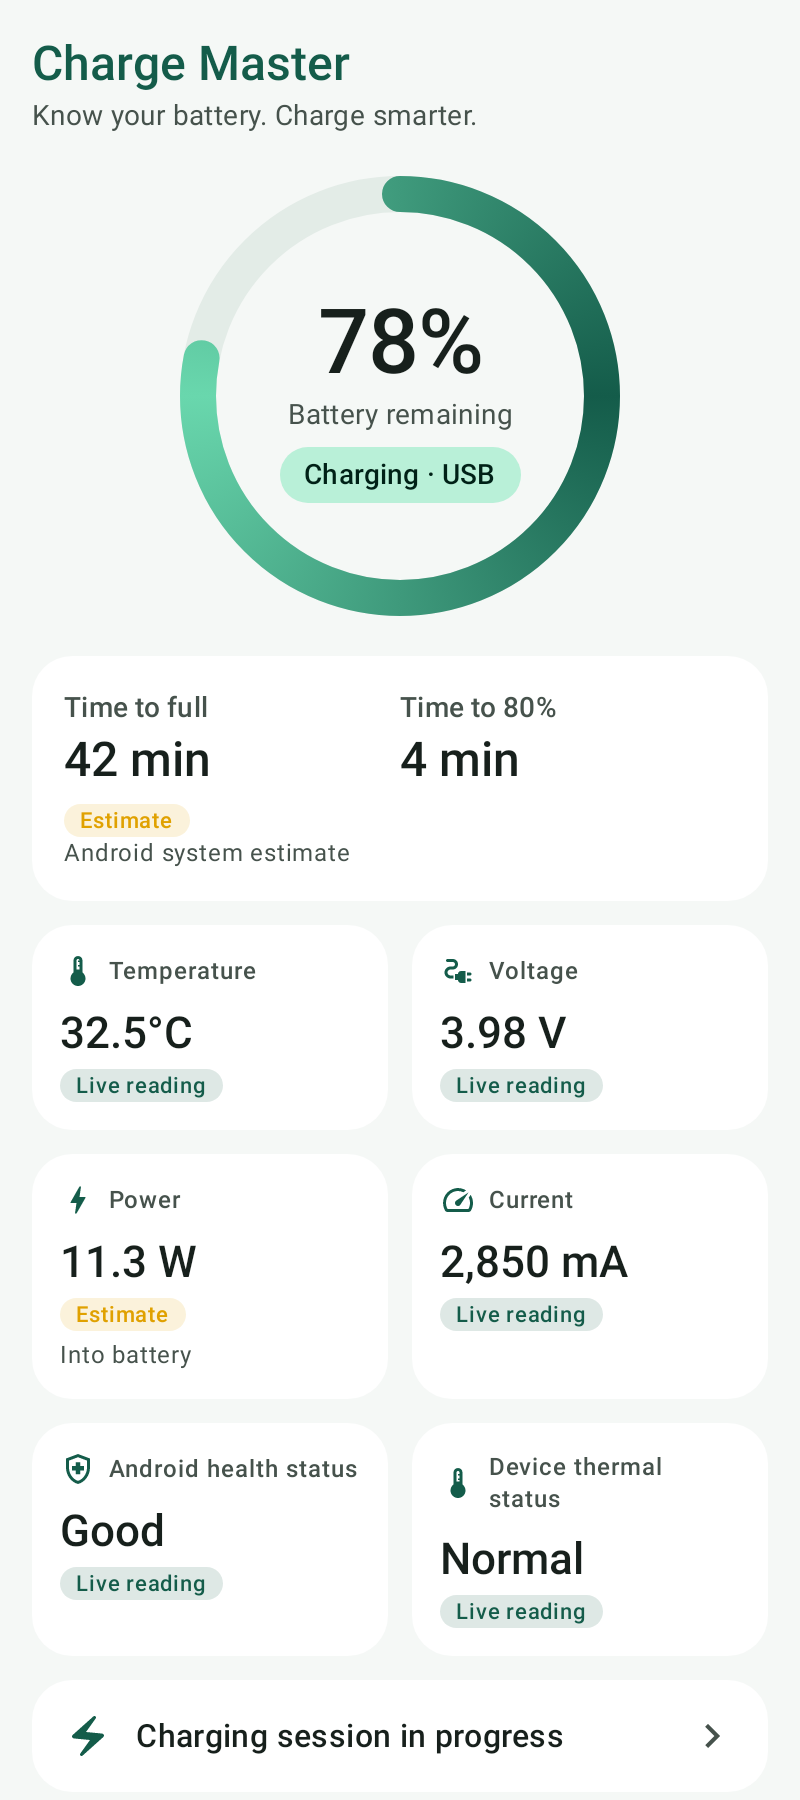 Charge Master
Know your battery. Charge smarter.
78%
Battery remaining
Charging · USB
Time to full
42 min
Estimate
Android system estimate
Time to 80%
4 min
Temperature
32.5°C
Live reading
Voltage
3.98 V
Live reading
Power
11.3 W
Estimate
Into battery
Current
2,850 mA
Live reading
Android health status
Good
Live reading
Device thermal
status
Normal
Live reading
Charging session in progress